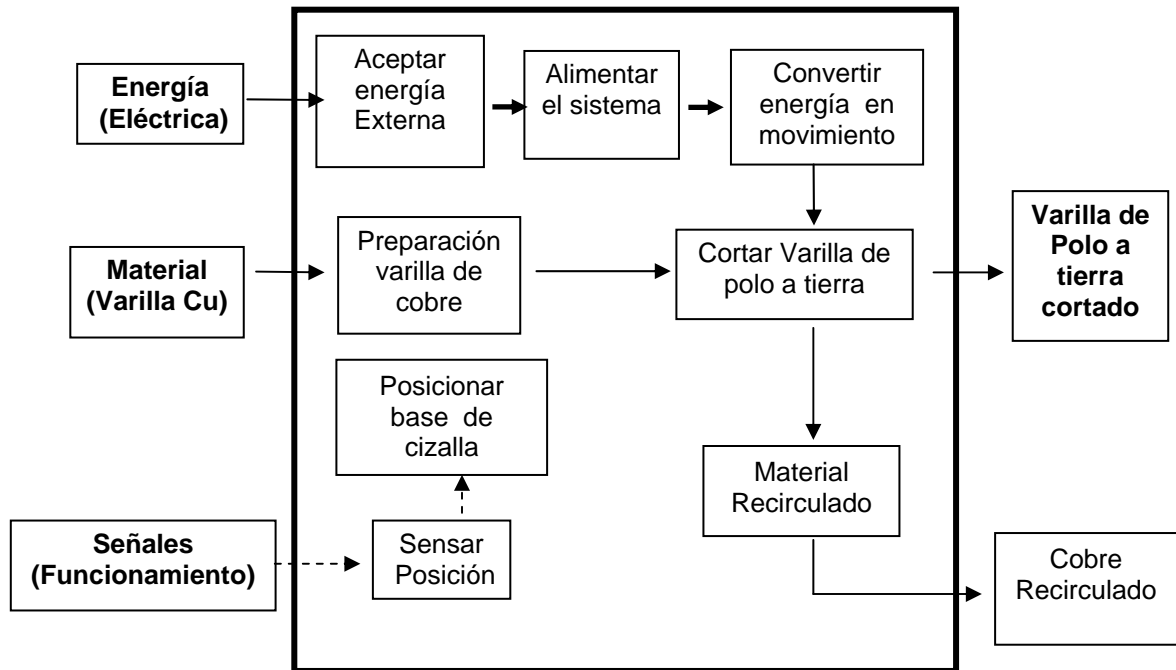 Energía
(Eléctrica)
Aceptar
energía
Externa
Alimentar
el sistema
Convertir
energía en
movimiento
Material
(Varilla Cu)
Preparación
varilla de
cobre
Cortar Varilla de
polo a tierra
Varilla de
Polo a
tierra
cortado
Posicionar
base de
cizalla
Material
Recirculado
Señales
(Funcionamiento)
Sensar
Posición
Cobre
Recirculado